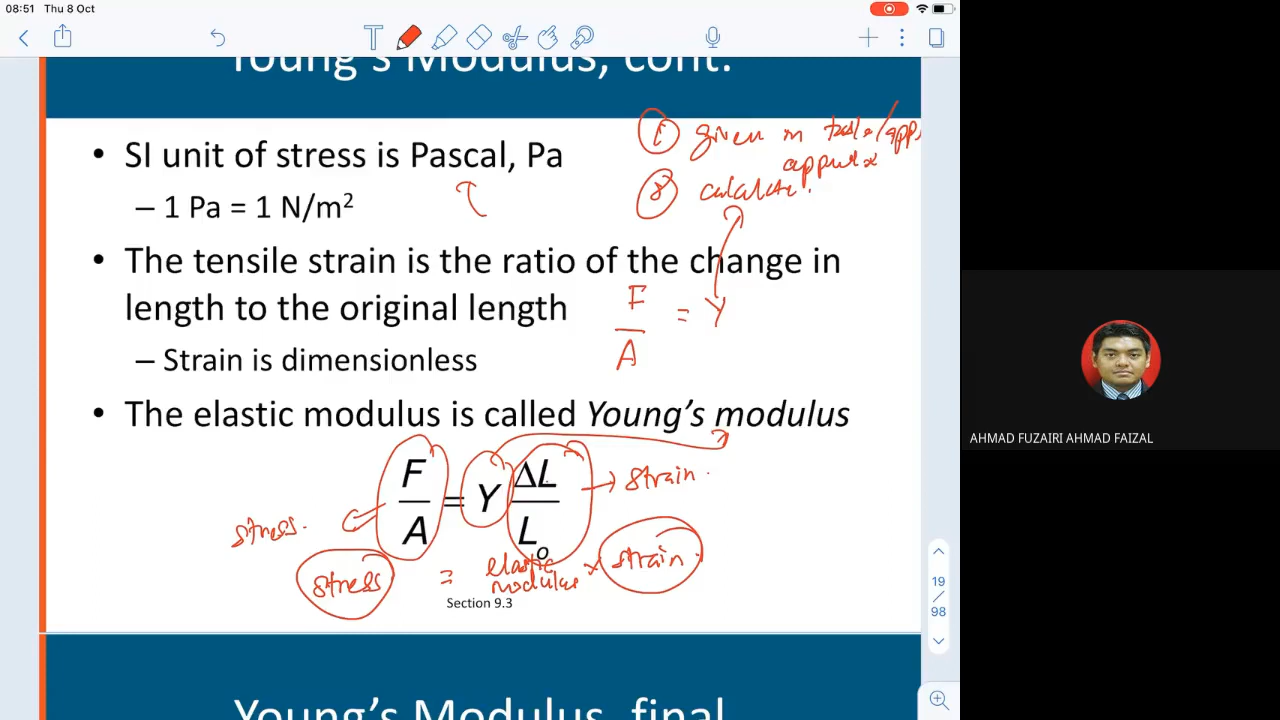 08:51 Thu 8 Oct
Young's Modulus, cont.
① given in table/app
appendix
② calculate.
• SI unit of stress is Pascal, Pa
– 1 Pa = 1 N/m²
• The tensile strain is the ratio of the change in
length to the original length
F/A = Y
– Strain is dimensionless
• The elastic modulus is called Young's modulus
F/A = Y ΔL/L₀
strain.
stress.
stress = elastic modulus × strain.
Section 9.3
19
/
98
Young's Modulus, final
AHMAD FUZAIRI AHMAD FAIZAL